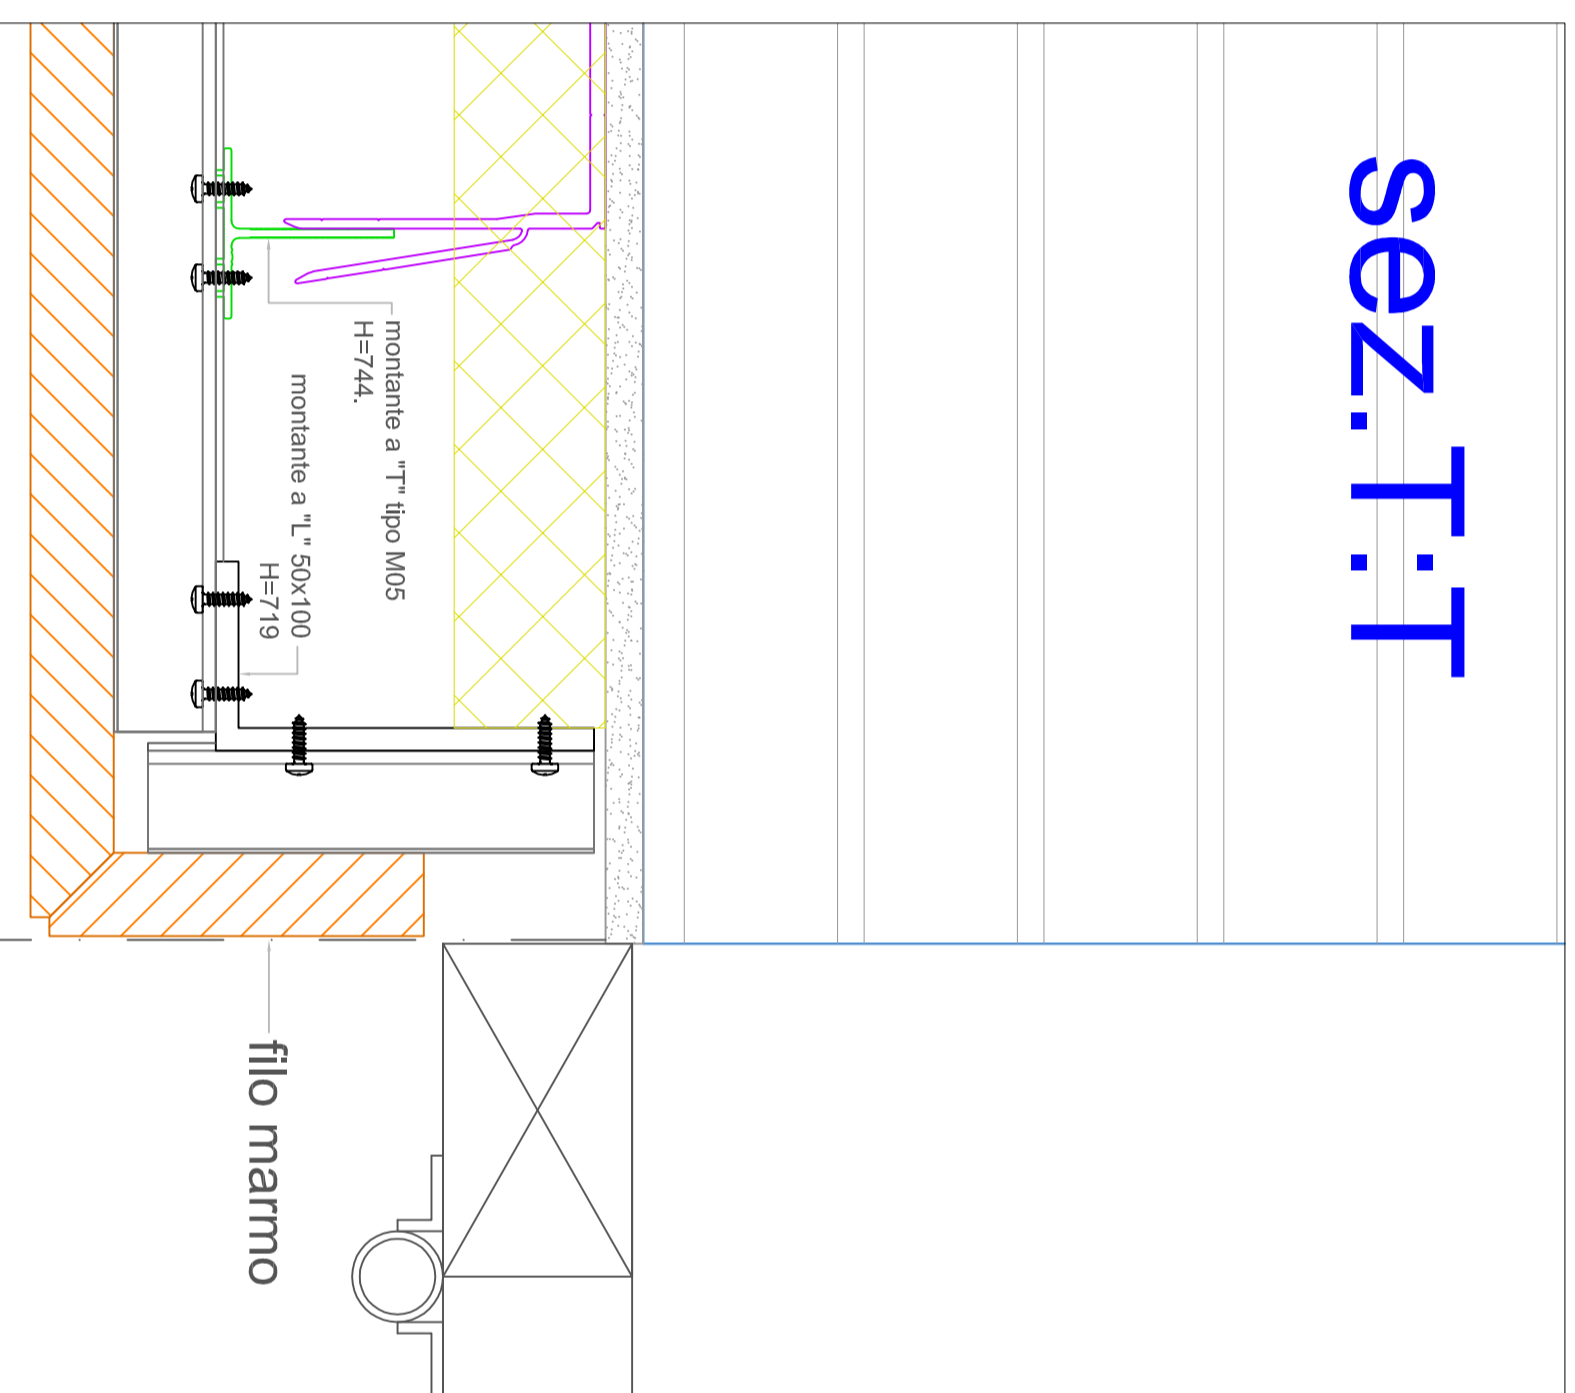 sez.T:T
montante a "T" tipo M05
H=744.
montante a "L" 50x100
H=719
filo marmo